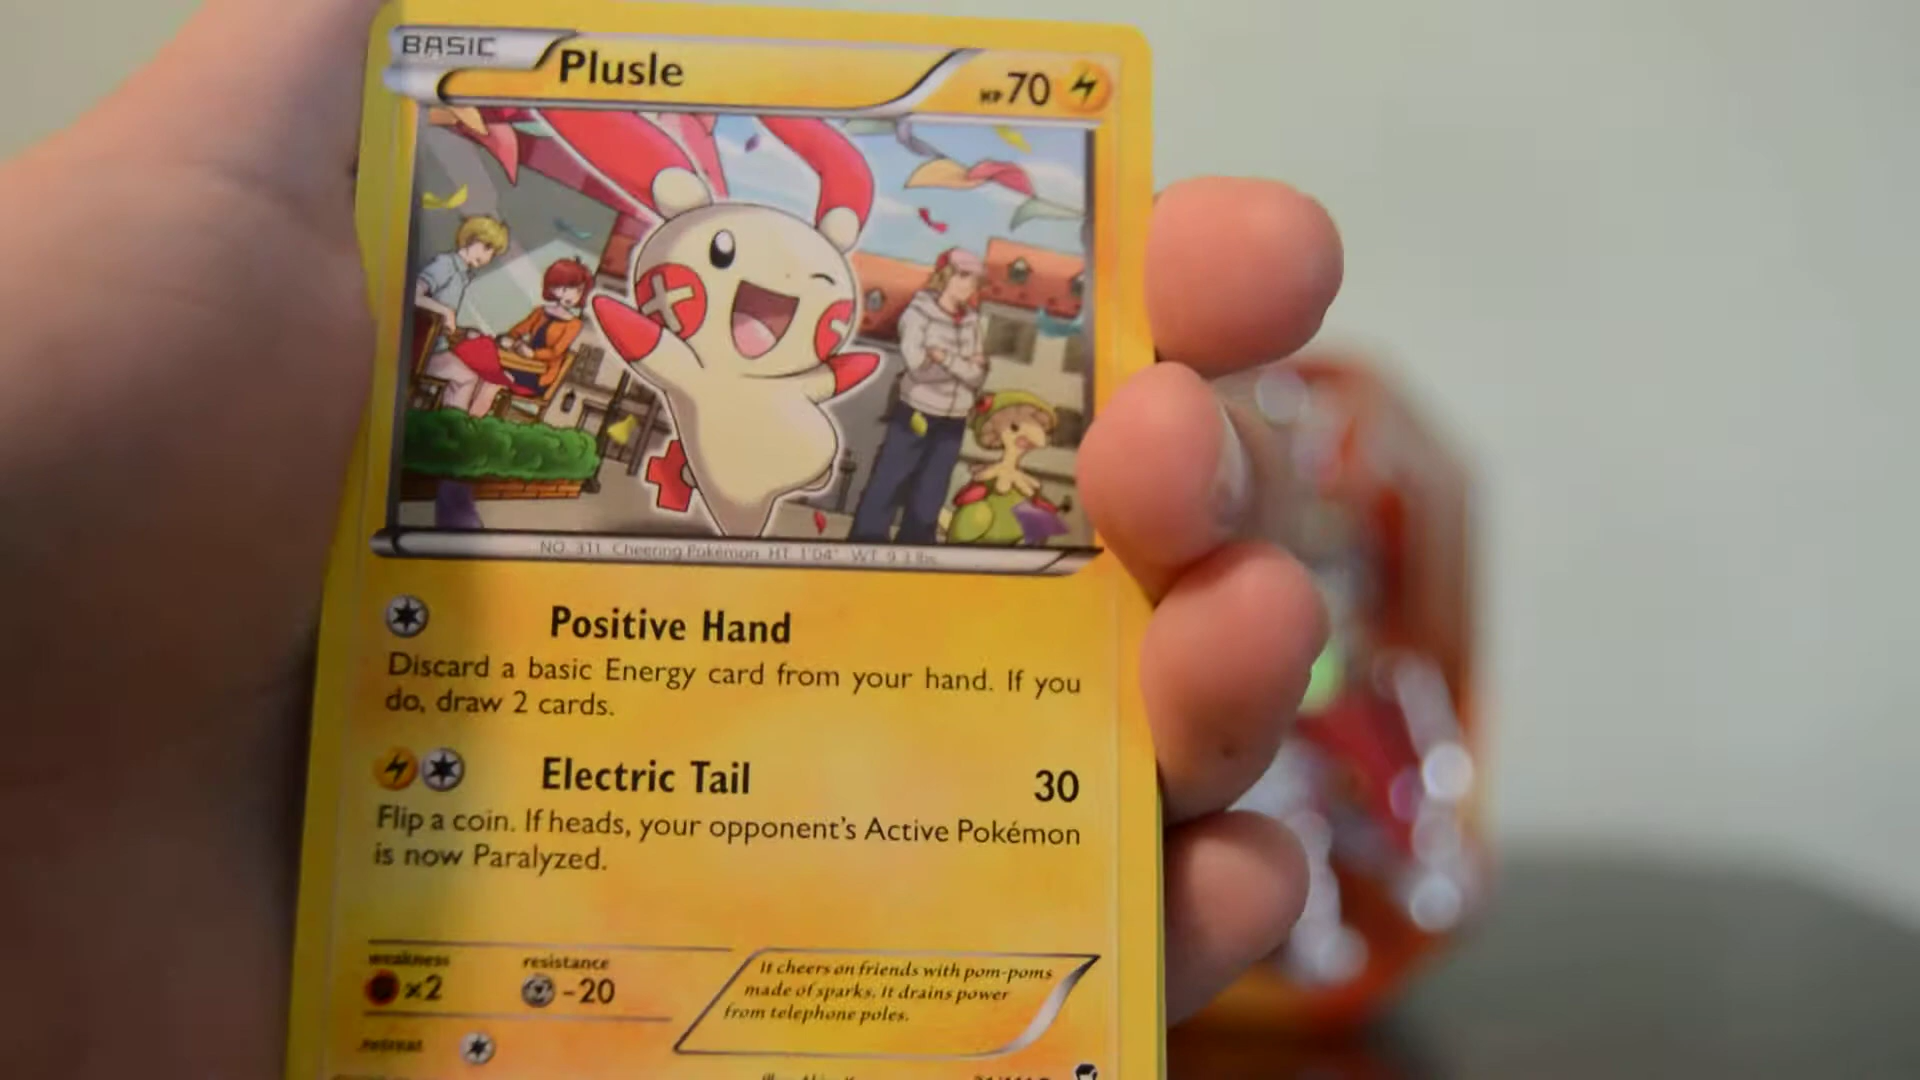 BASIC
Plusle
HP 70
NO. 311 Cheering Pokémon HT: 1'04" WT: 9.3 lbs.
Positive Hand
Discard a basic Energy card from your hand. If you
do, draw 2 cards.
Electric Tail 30
Flip a coin. If heads, your opponent's Active Pokémon
is now Paralyzed.
weakness
×2
resistance
-20
It cheers on friends with pom-poms
made of sparks. It drains power
from telephone poles.
retreat